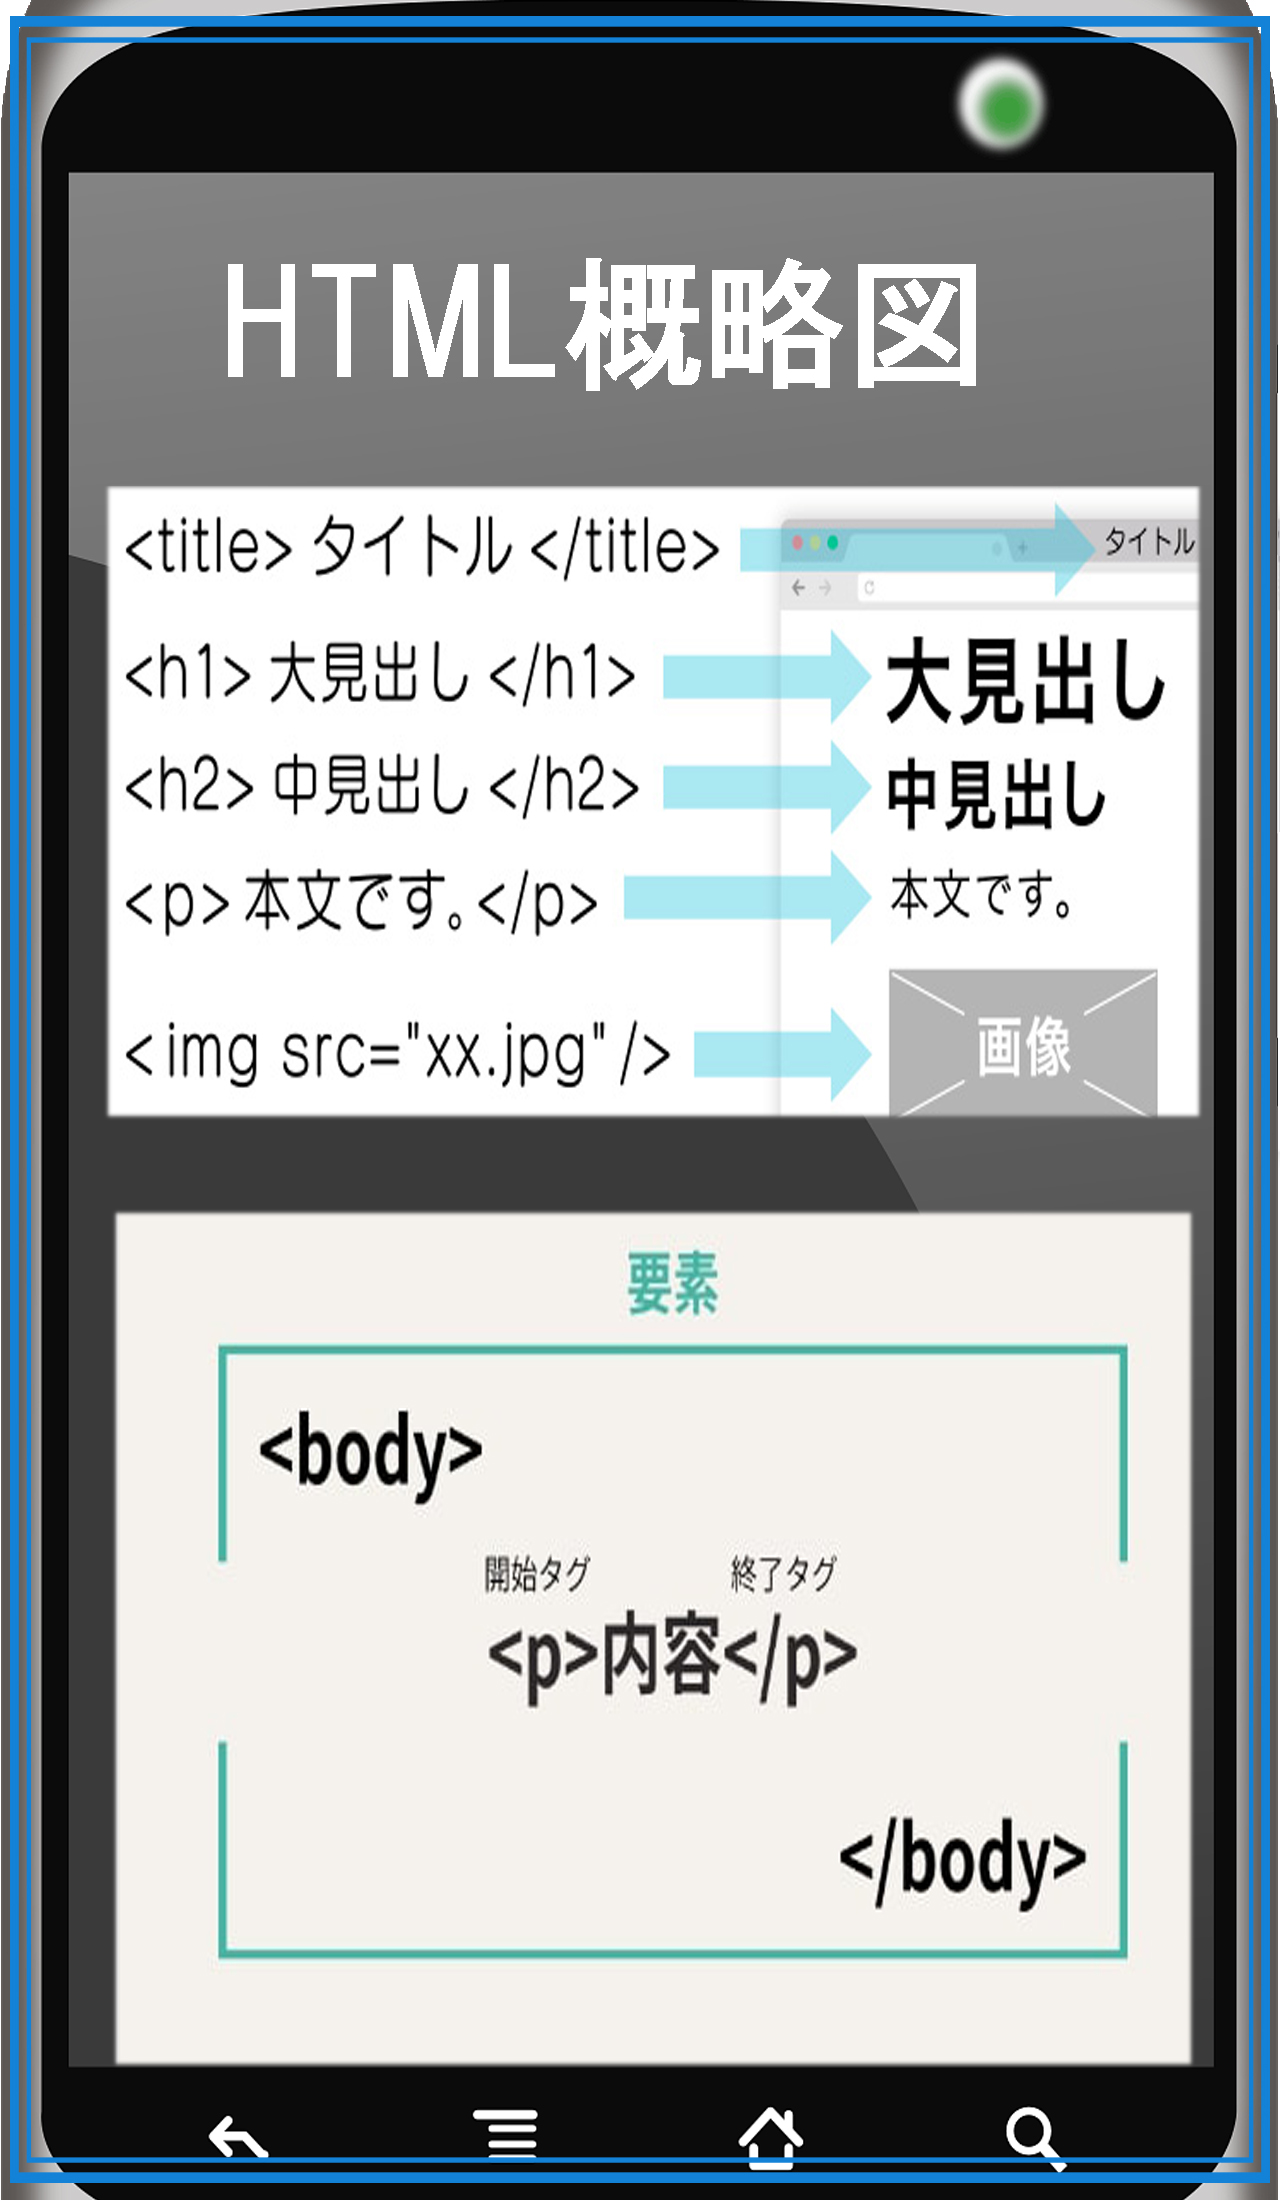 HTML概略図
<title> タイトル </title>
タイトル
<h1> 大見出し </h1>
大見出し
<h2> 中見出し </h2>
中見出し
<p> 本文です。</p>
本文です。
<img src="xx.jpg" />
画像
要素
<body>
開始タグ 終了タグ
<p>内容</p>
</body>